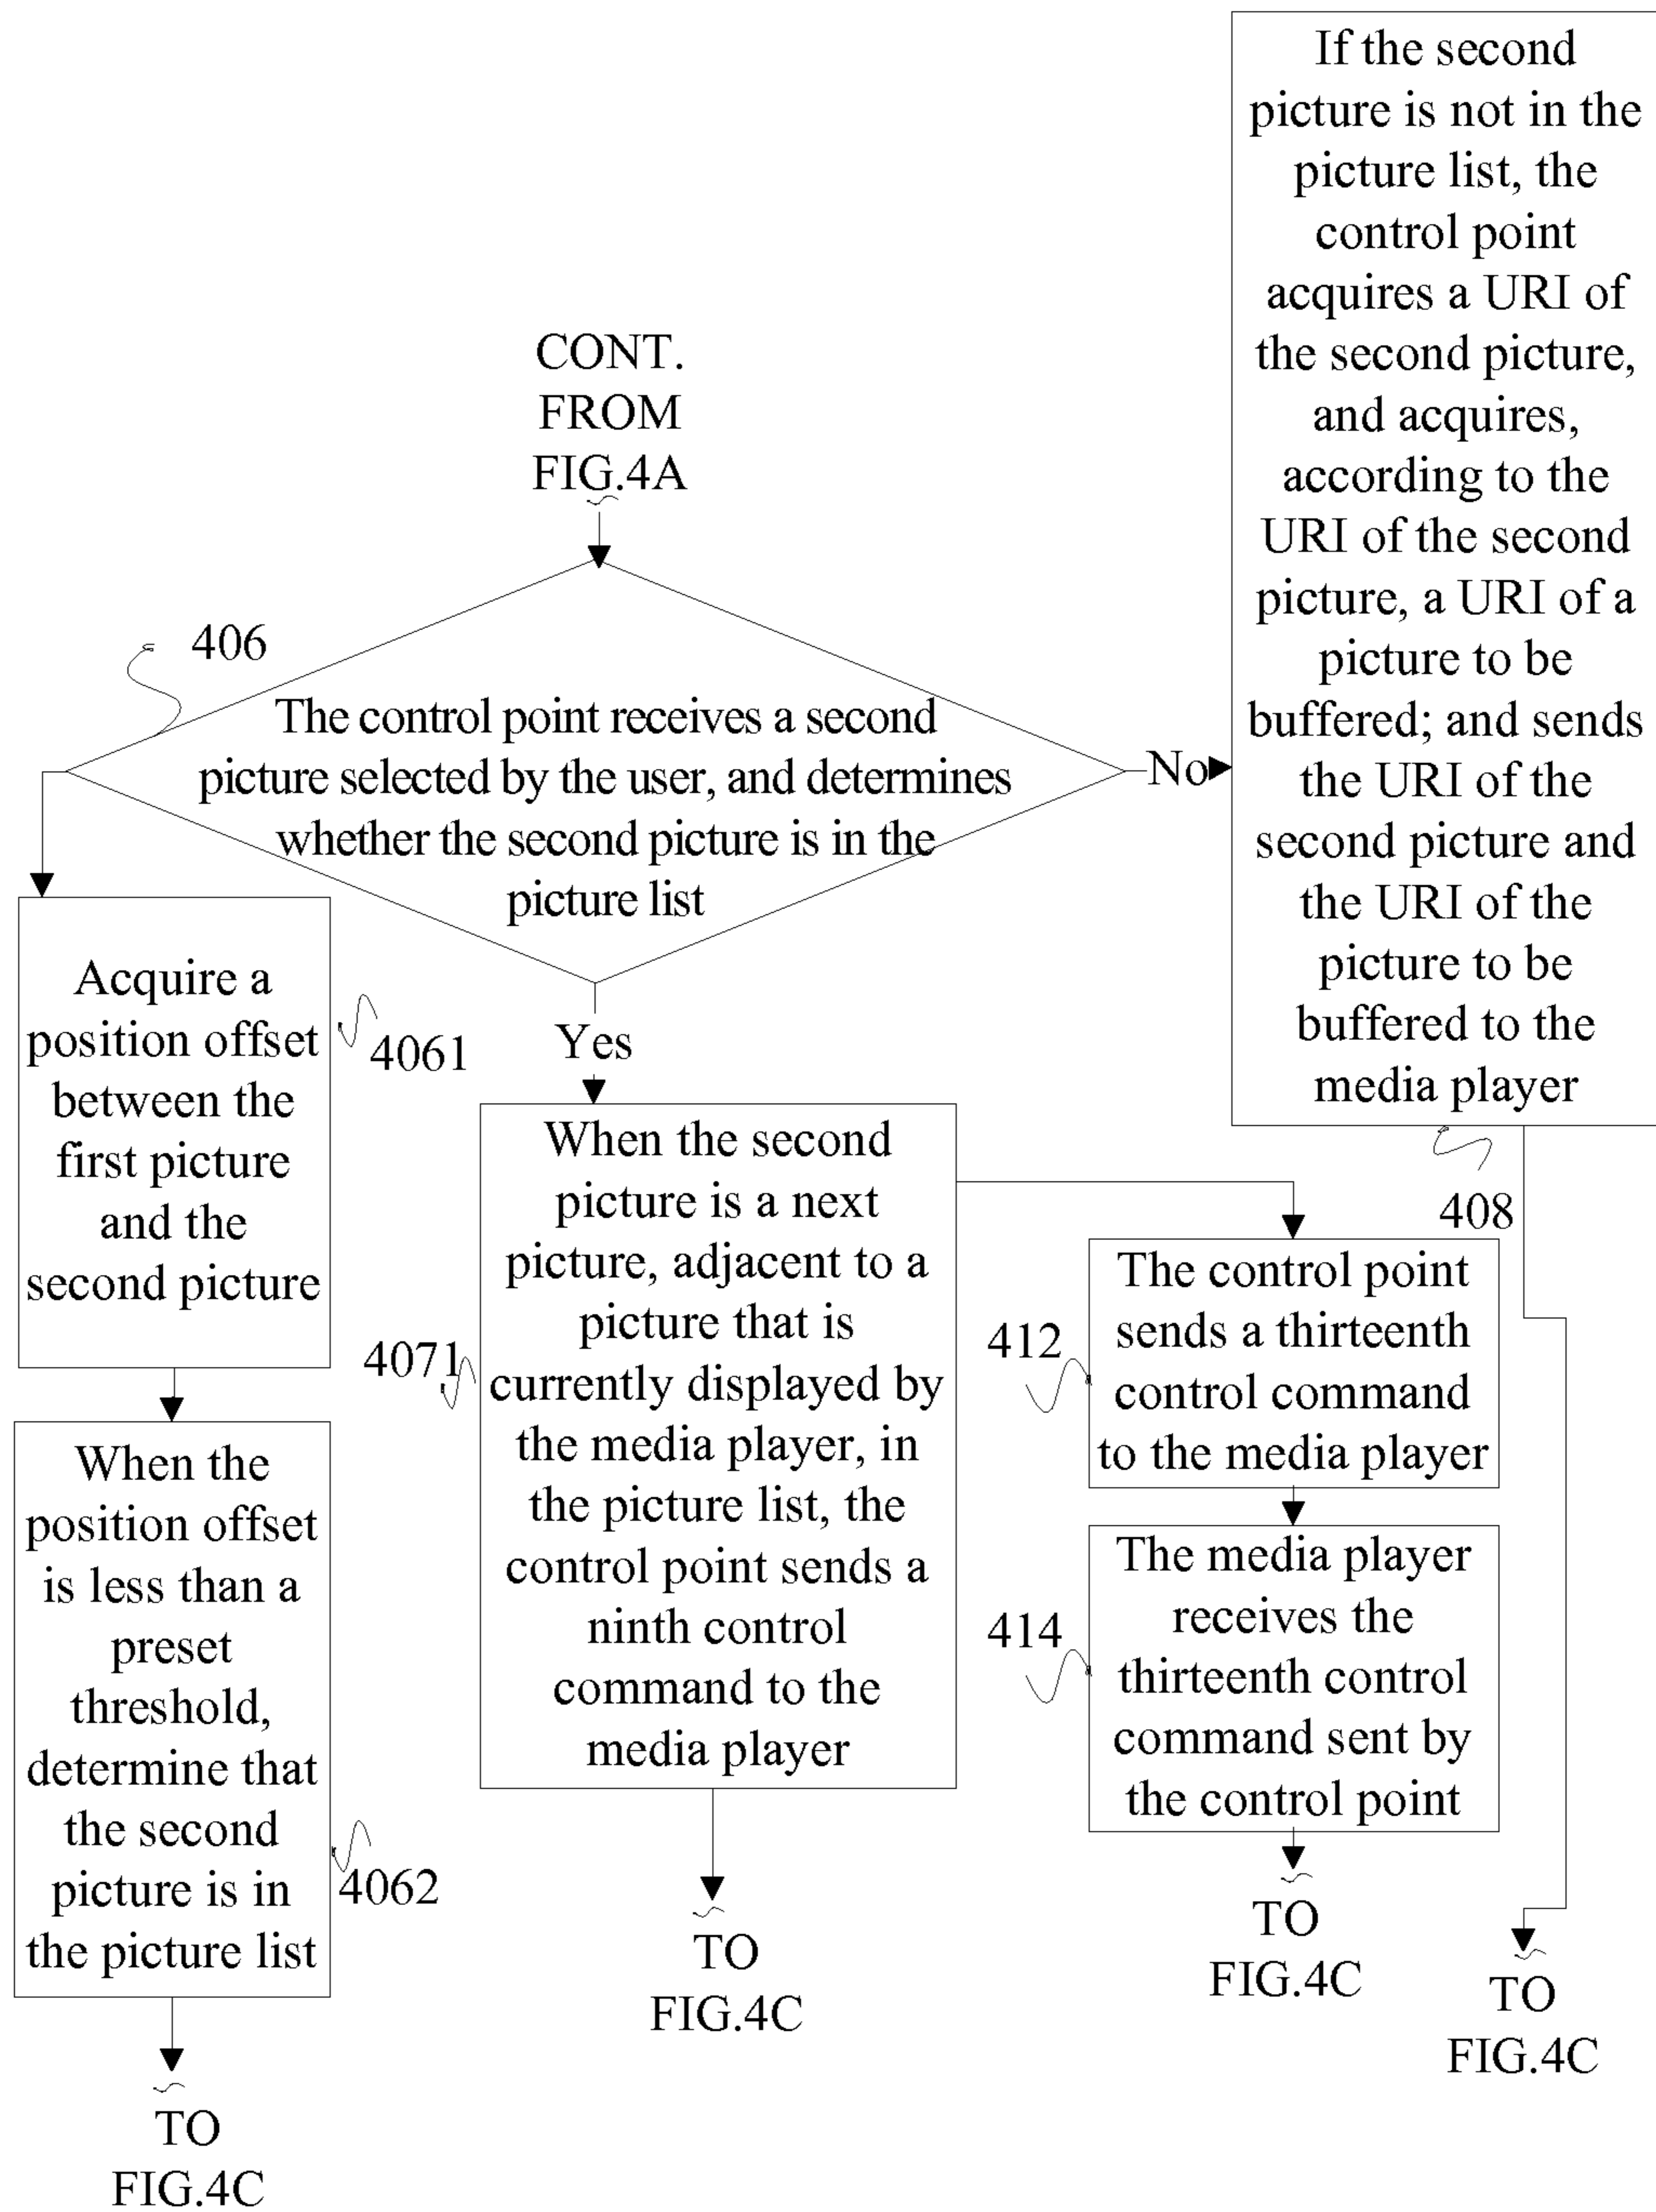 If the second
picture is not in the
picture list, the
control point
acquires a URI of
the second picture,
and acquires,
according to the
URI of the second
picture, a URI of a
picture to be
buffered; and sends
the URI of the
second picture and
the URI of the
picture to be
buffered to the
media player
408
CONT.
FROM
FIG.4A
406
The control point receives a second
picture selected by the user, and determines
whether the second picture is in the
picture list
No
Yes
Acquire a
position offset
between the
first picture
and the
second picture
4061
When the
position offset
is less than a
preset
threshold,
determine that
the second
picture is in
the picture list
4062
TO
FIG.4C
When the second
picture is a next
picture, adjacent to a
picture that is
currently displayed by
the media player, in
the picture list, the
control point sends a
ninth control
command to the
media player
4071
TO
FIG.4C
The control point
sends a thirteenth
control command
to the media player
412
The media player
receives the
thirteenth control
command sent by
the control point
414
TO
FIG.4C
TO
FIG.4C